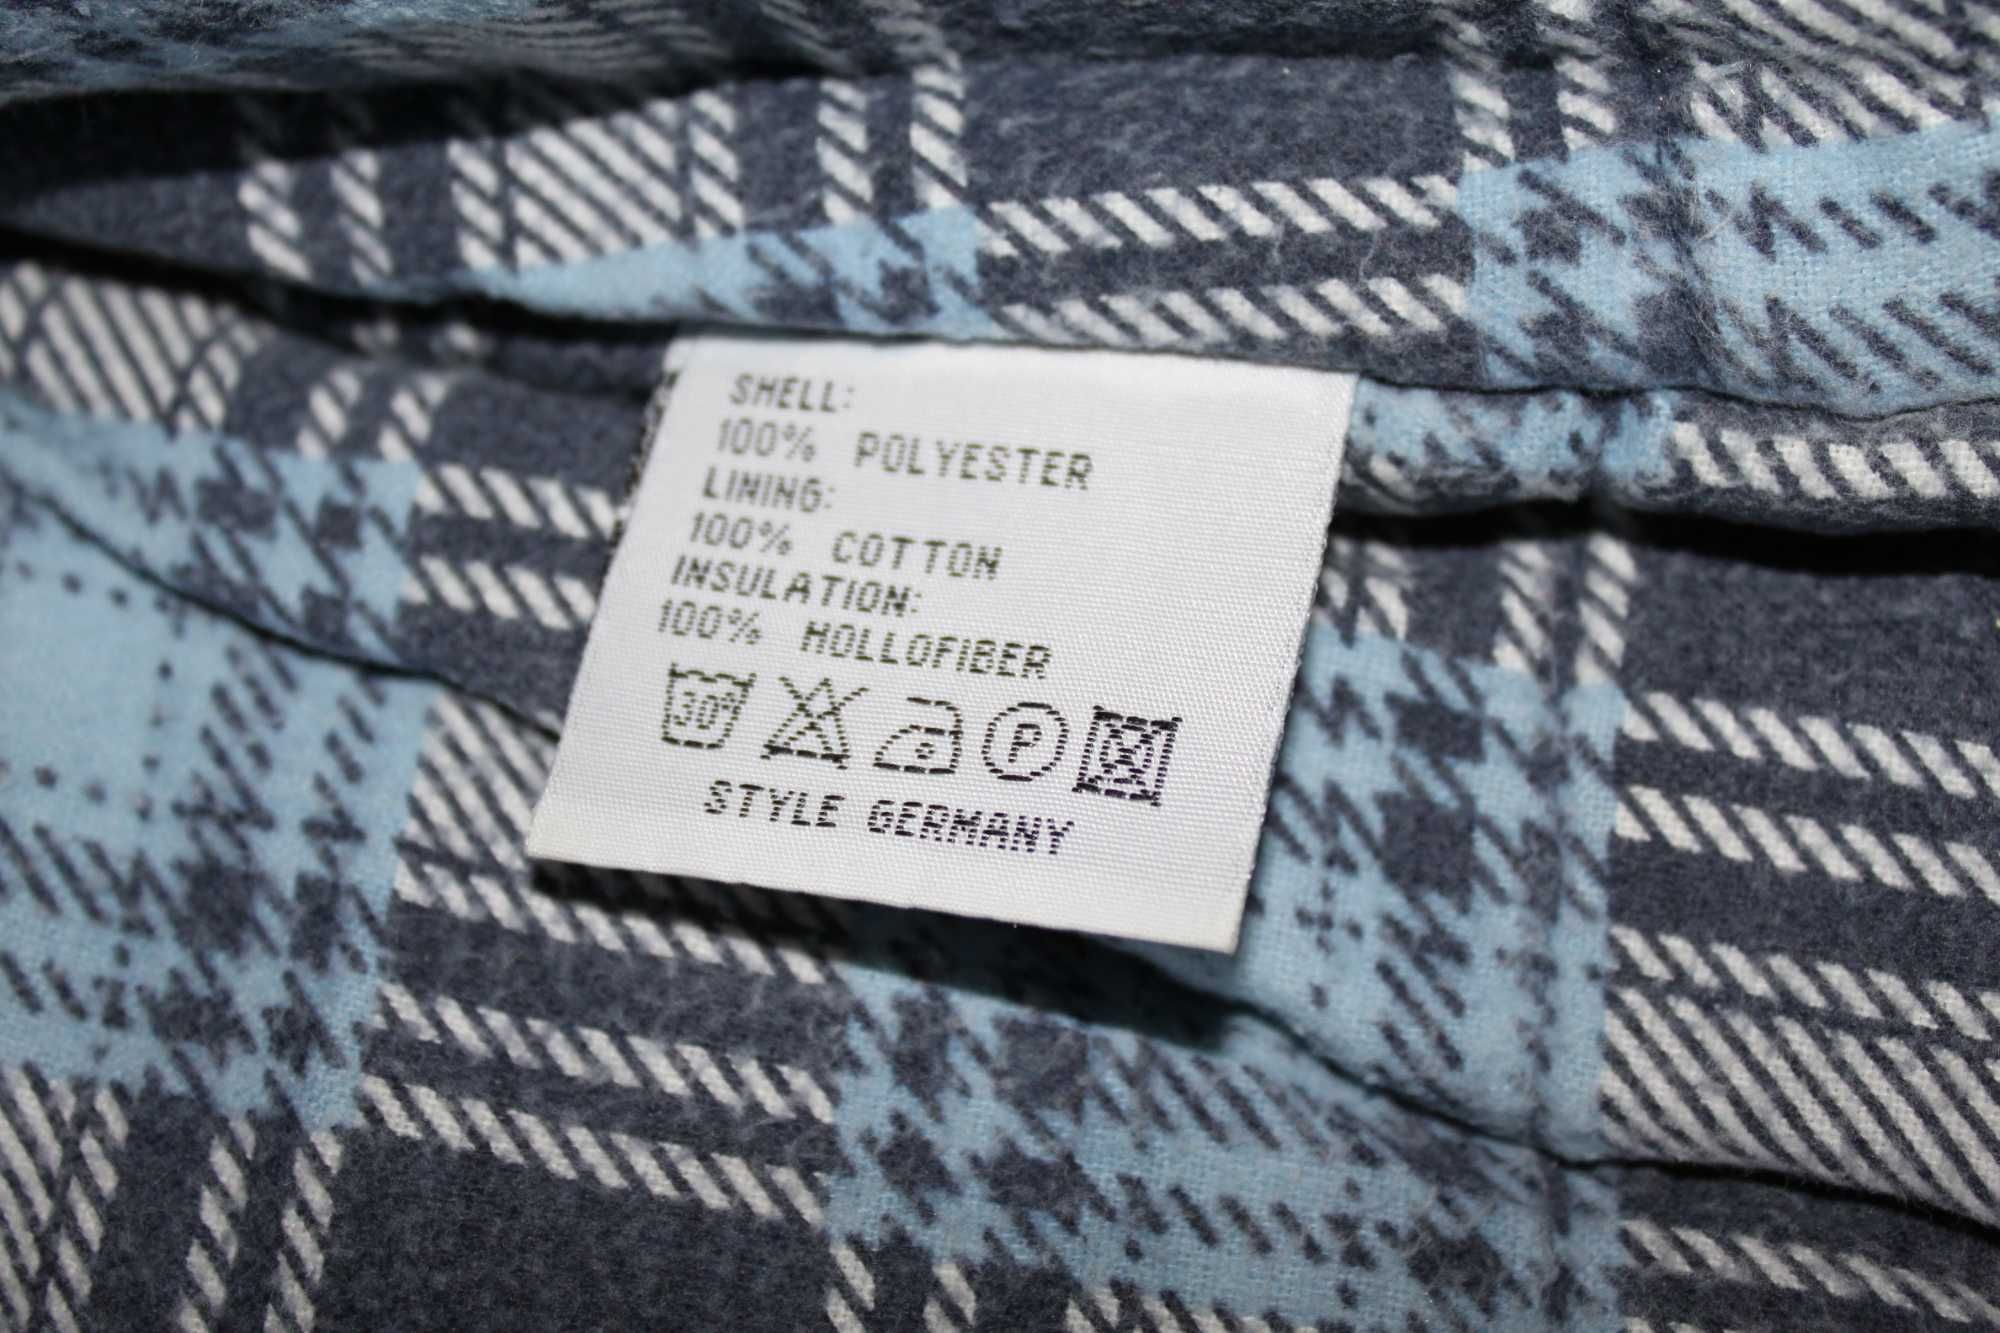 SHELL:
100% POLYESTER
LINING:
100% COTTON
INSULATION:
100% HOLLOFIBER
30° P
STYLE GERMANY